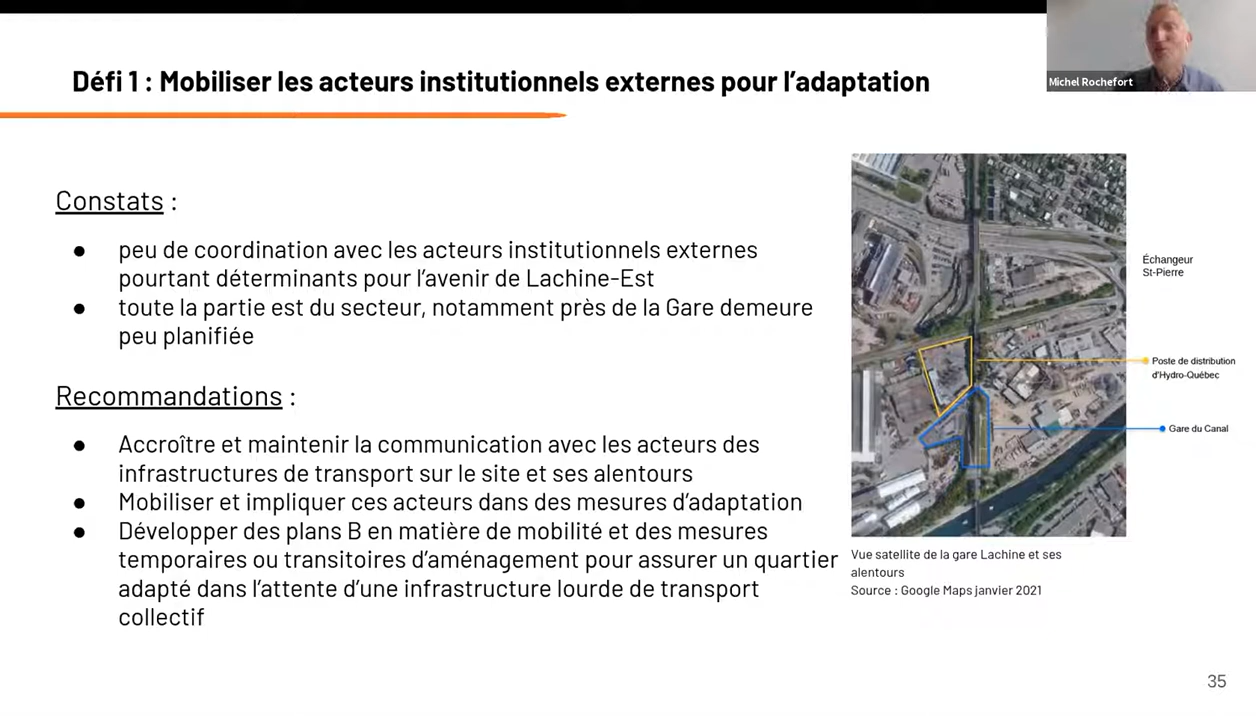 Michel Rochefort
Défi 1 : Mobiliser les acteurs institutionnels externes pour l’adaptation
Constats :
● peu de coordination avec les acteurs institutionnels externes
pourtant déterminants pour l’avenir de Lachine-Est
● toute la partie est du secteur, notamment près de la Gare demeure
peu planifiée
Recommandations :
● Accroître et maintenir la communication avec les acteurs des
infrastructures de transport sur le site et ses alentours
● Mobiliser et impliquer ces acteurs dans des mesures d’adaptation
● Développer des plans B en matière de mobilité et des mesures
temporaires ou transitoires d’aménagement pour assurer un quartier
adapté dans l’attente d’une infrastructure lourde de transport
collectif
Échangeur
St-Pierre
Poste de distribution
d'Hydro-Québec
Gare du Canal
Vue satellite de la gare Lachine et ses
alentours
Source : Google Maps janvier 2021
35